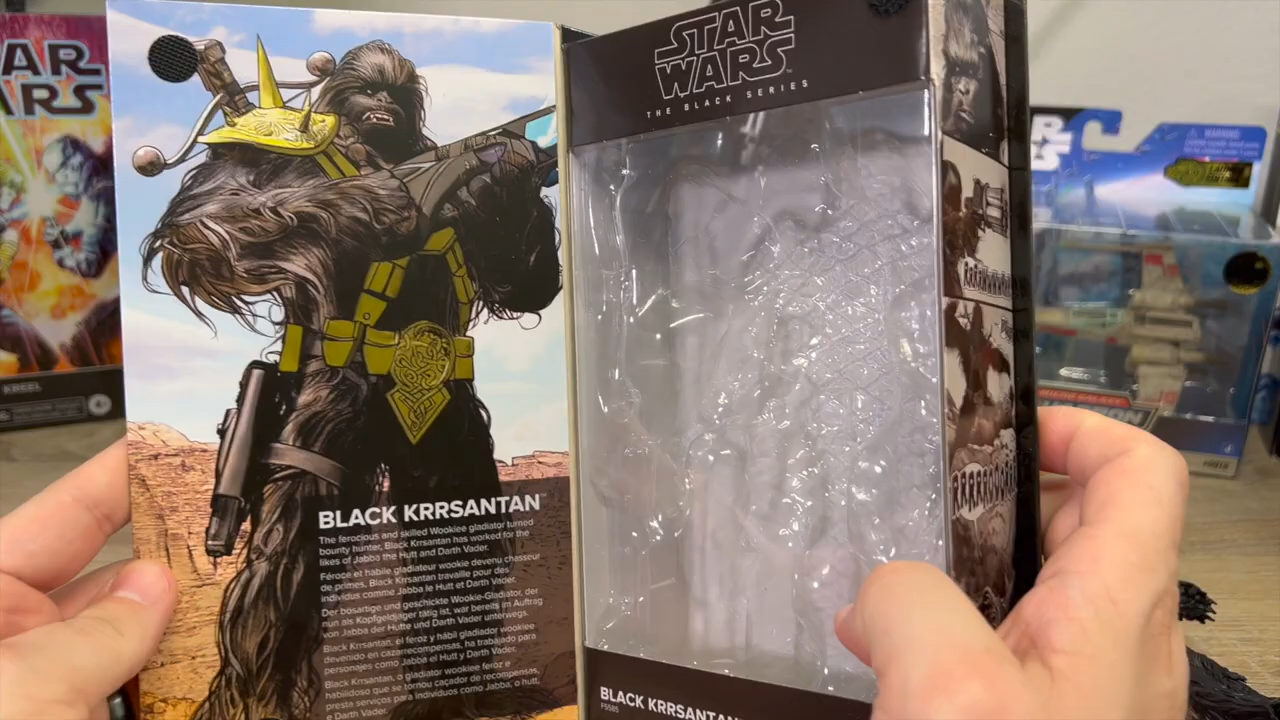 AR
RS
KREEL
BLACK KRRSANTAN™
The ferocious and skilled Wookiee gladiator turned
bounty hunter, Black Krrsantan has worked for the
likes of Jabba the Hutt and Darth Vader.
Féroce et habile gladiateur wookie devenu chasseur
de primes, Black Krrsantan travaille pour des
individus comme Jabba le Hutt et Darth Vader.
Der bösartige und geschickte Wookie-Gladiator, der
nun als Kopfgeldjäger tätig ist, war bereits im Auftrag
von Jabba der Hutte und Darth Vader unterwegs.
Black Krrsantan, el feroz y hábil gladiador wookiee
devenido en cazarrecompensas, ha trabajado para
personajes como Jabba el Hutt y Darth Vader.
Black Krrsantan, o gladiator wookiee feroz e
habilidoso que se tornou caçador de recompensas,
presta serviços para indivíduos como Jabba, o hutt,
e Darth Vader.
STAR
WARS™
THE BLACK SERIES
BLACK KRRSANTAN
F5585
WARNING: